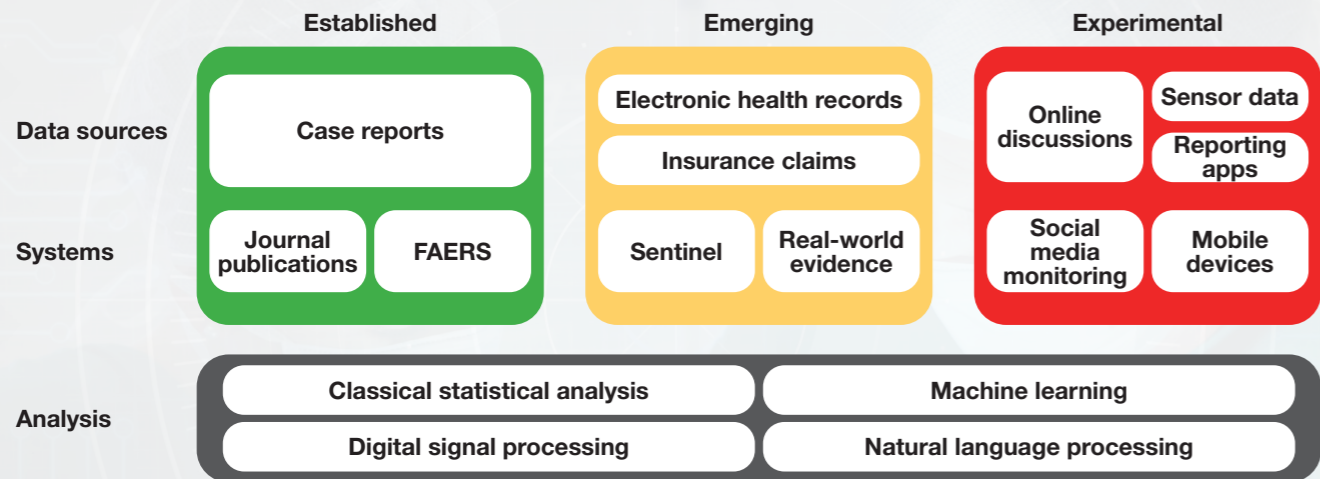 Established
Emerging
Experimental
Data sources
Case reports
Electronic health records
Insurance claims
Online
discussions
Sensor data
Reporting
apps
Systems
Journal
publications
FAERS
Sentinel
Real-world
evidence
Social
media
monitoring
Mobile
devices
Analysis
Classical statistical analysis
Machine learning
Digital signal processing
Natural language processing